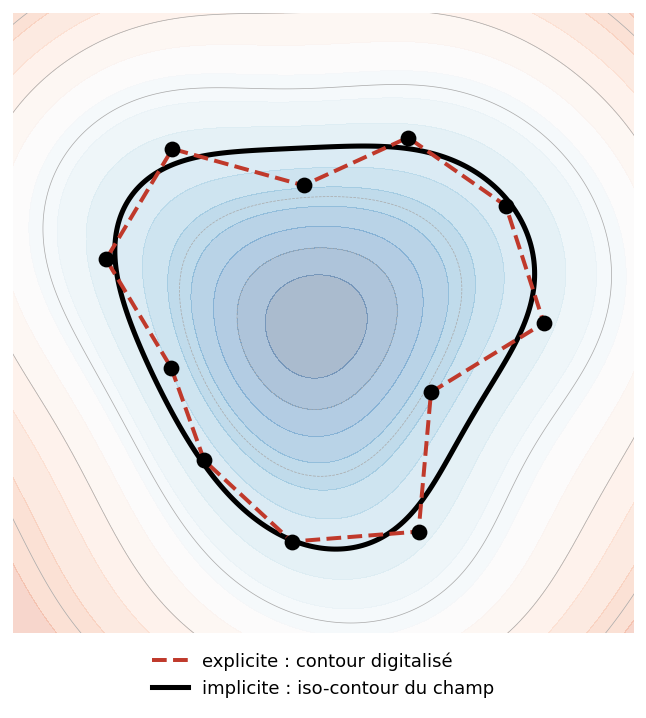 explicite : contour digitalisé
implicite : iso-contour du champ